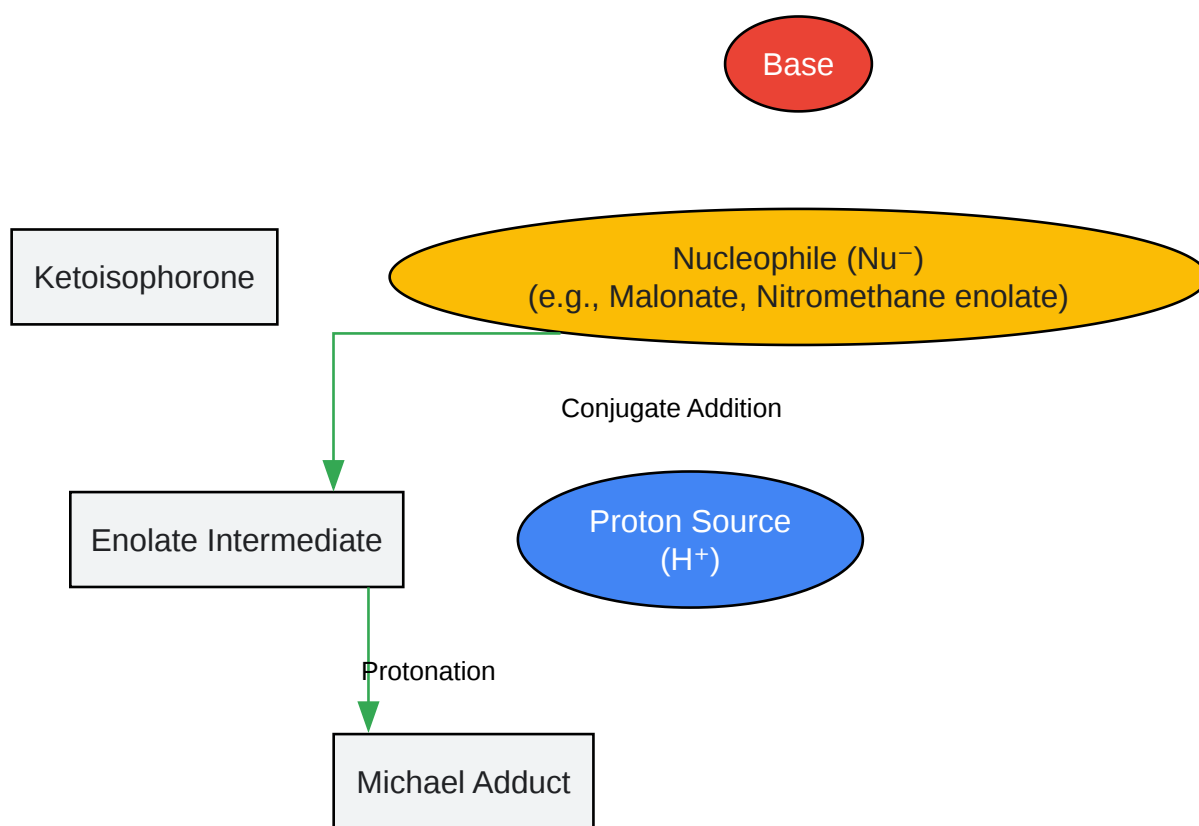 Base
Ketoisophorone
Nucleophile (Nu⁻)
(e.g., Malonate, Nitromethane enolate)
Conjugate Addition
Enolate Intermediate
Proton Source
(H⁺)
Protonation
Michael Adduct